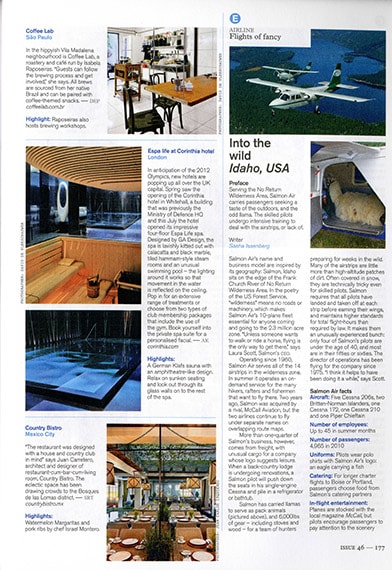 Coffee Lab
São Paulo
In the hippyish Vila Madalena
neighbourhood is Coffee Lab, a
roastery and café run by Isabela
Raposeiras. "Guests can follow
the brewing process and get
involved," she says. All brews
are sourced from her native
Brazil and can be paired with
coffee-themed snacks.
coffeelab.com.br
Highlight: Raposeiras also
hosts brewing workshops.
Espa life at Corinthia hotel
London
In anticipation of the 2012
Olympics, new hotels are
popping up all over the UK
capital. Spring saw the
opening of the Corinthia hotel
in Whitehall, a building
that was previously the
Ministry of Defence HQ
and this July the hotel
opened its impressive
four-floor Espa life spa.
Designed by GA Design, the
spa is lavishly kitted out with
calacatta and black marble,
tiled hammam-style steam
rooms and an unusual
swimming pool – the lighting
around it works so that
movement in the water
is reflected on the ceiling.
Pop in for an extensive
range of treatments or
choose from two types of
club membership packages
that include the use of
the gym. Book yourself into
the private spa suite for a
personalised facial.
corinthia.com
Highlights:
A German Klafs sauna with
an amphitheatre-like design.
Relax on sunken seating
and look out through its
glass walls on to the rest
of the spa.
Country Bistro
Mexico City
"The restaurant was designed
with a house and country club
in mind" says Juan Carretero,
architect and designer of
restaurant-cum-bar-cum-living
room, Country Bistro. The
eclectic space has been
drawing crowds to the Bosques
de las Lomas district.
countrybistro.mx
Highlights:
Watermelon Margaritas and
pork ribs by chef Israel Montero.
E
AIRLINE
Flights of fancy
Into the
wild
Idaho, USA
Preface
Serving the No Return
Wilderness Area, Salmon Air
carries passengers seeking a
taste of the outdoors, and the
odd llama. The skilled pilots
undergo intensive training to
deal with the airstrips, or lack of.
Writer
Sasha Issenberg
Salmon Air's name and
business model are inspired by
its geography: Salmon, Idaho
sits on the edge of the Frank
Church River of No Return
Wilderness Area. In the poetry
of the US Forest Service,
"wilderness" means no roads or
machinery, which makes
Salmon Air's 10-plane fleet
essential for anyone coming
and going to the 2.3 million acre
zone. "Unless someone wants
to walk or ride a horse, flying is
the only way to get there," says
Laura Scott, Salmon's CEO.
Operating since 1960,
Salmon Air serves all of the 14
airstrips in the wilderness zone.
In summer it operates an on-
demand service for the many
hikers, rafters and fishermen
that want to fly there. Two years
ago, Salmon was acquired by
a rival, McCall Aviation, but the
two airlines continue to fly
under separate names on
overlapping route maps.
More than one-quarter of
Salmon's business, however,
comes from freight, with
unusual cargo for a company
whose logo suggests leisure.
When a back-country lodge
is undergoing renovations, a
Salmon pilot will push down
the seats in his single-engine
Cessna and pile in a refrigerator
or bathtub.
Salmon has carried llamas
to serve as pack animals
(pictured above), and 6,000lbs
of gear – including stoves and
wood – for a team of hunters
preparing for weeks in the wild.
Many of the airstrips are little
more than high-altitude patches
of dirt. Often covered in snow,
they are technically tricky even
for skilled pilots. Salmon
requires that all pilots have
landed and taken off at each
strip before earning their wings,
and maintains higher standards
for total flight-hours than
required by law. It makes them
an unusually experienced bunch:
only four of Salmon's pilots are
under the age of 40, and most
are in their fifties or sixties. The
director of operations has been
flying for the company since
1975. "I think it helps to have
been doing it a while," says Scott.
Salmon Air facts
Aircraft: Five Cessna 206s, two
Britten-Norman Islanders, one
Cessna 172, one Cessna 210
and one Piper Chieftain
Number of employees:
Up to 45 in summer months
Number of passengers:
4,965 in 2010
Uniforms: Pilots wear polo
shirts with Salmon Air's logo:
an eagle carrying a fish
Catering: For longer charter
flights to Boise or Portland,
passengers choose food from
Salmon's catering partners
In-flight entertainment:
Planes are stocked with the
local magazine McCall, but
pilots encourage passengers to
pay attention to the scenery
ISSUE 46 — 177